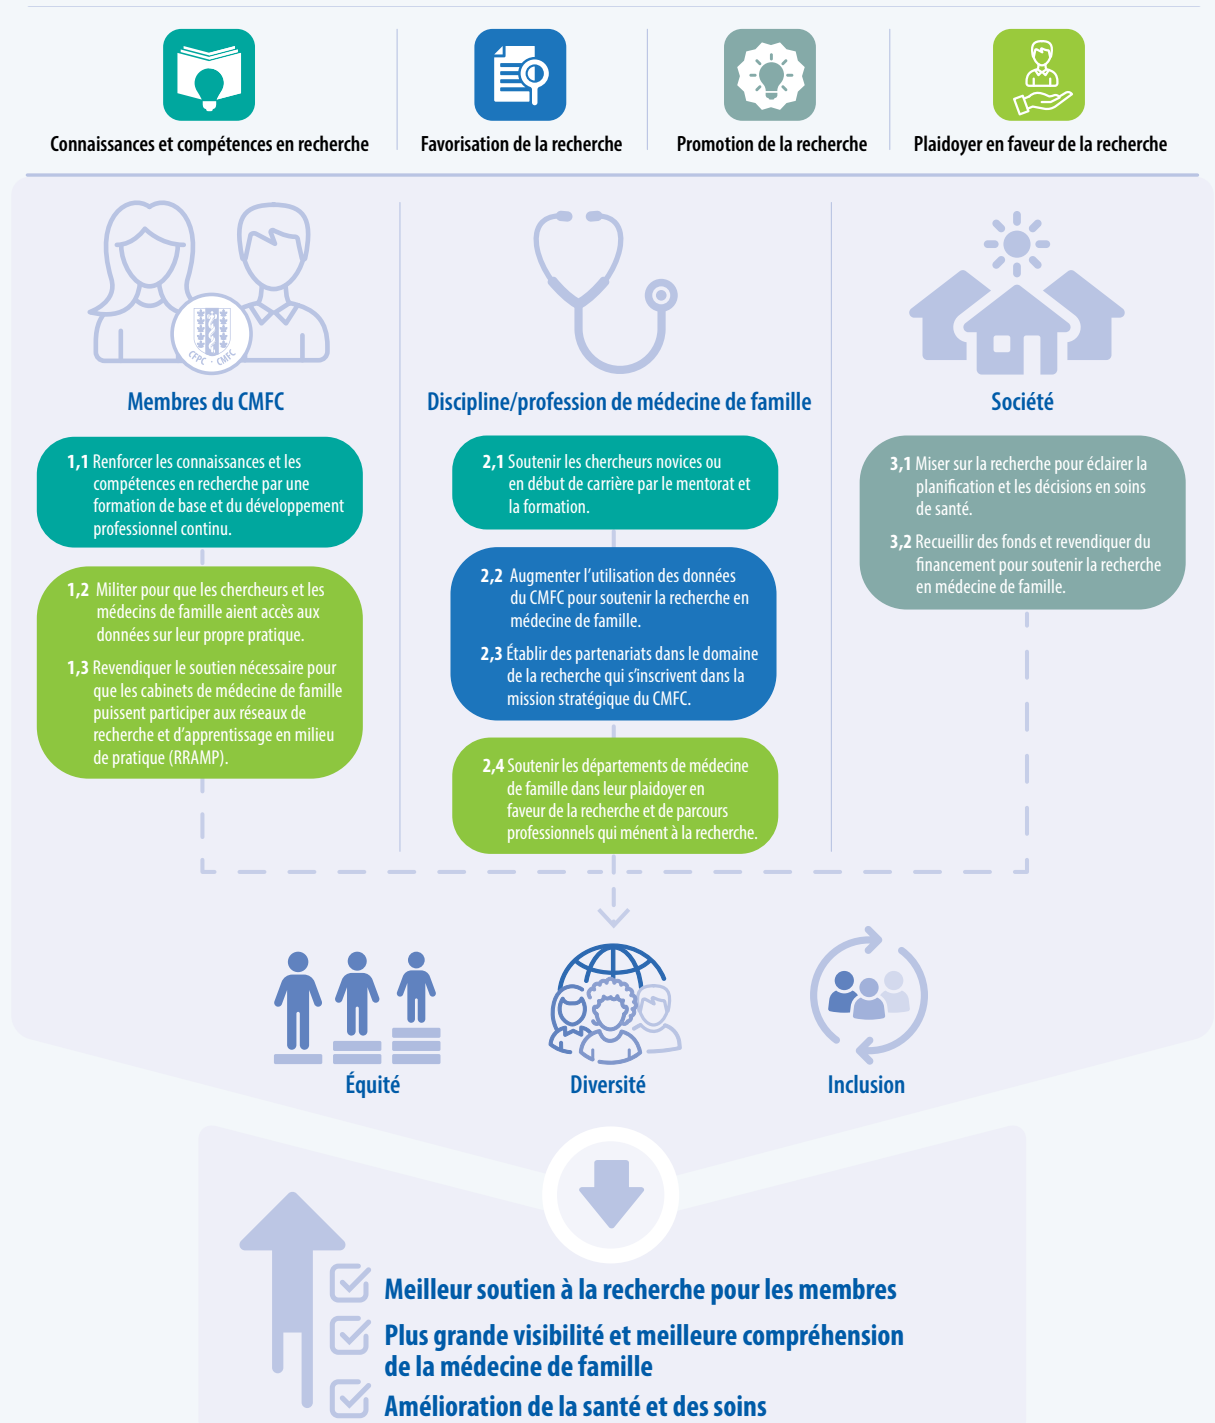 Connaissances et compétences en recherche
Favorisation de la recherche
Promotion de la recherche
Plaidoyer en faveur de la recherche
CFPC - CMFC
Membres du CMFC
1,1 Renforcer les connaissances et les
compétences en recherche par une
formation de base et du développement
professionnel continu.
1,2 Militer pour que les chercheurs et les
médecins de famille aient accès aux
données sur leur propre pratique.
1,3 Revendiquer le soutien nécessaire pour
que les cabinets de médecine de famille
puissent participer aux réseaux de
recherche et d'apprentissage en milieu
de pratique (RRAMP).
Discipline/profession de médecine de famille
2,1 Soutenir les chercheurs novices ou
en début de carrière par le mentorat et
la formation.
2,2 Augmenter l'utilisation des données
du CMFC pour soutenir la recherche en
médecine de famille.
2,3 Établir des partenariats dans le domaine
de la recherche qui s'inscrivent dans la
mission stratégique du CMFC.
2,4 Soutenir les départements de médecine
de famille dans leur plaidoyer en
faveur de la recherche et de parcours
professionnels qui ménent à la recherche.
Société
3,1 Miser sur la recherche pour éclairer la
planification et les décisions en soins
de santé.
3,2 Recueillir des fonds et revendiquer du
financement pour soutenir la recherche
en médecine de famille.
Équité
Diversité
Inclusion
Meilleur soutien à la recherche pour les membres
Plus grande visibilité et meilleure compréhension
de la médecine de famille
Amélioration de la santé et des soins